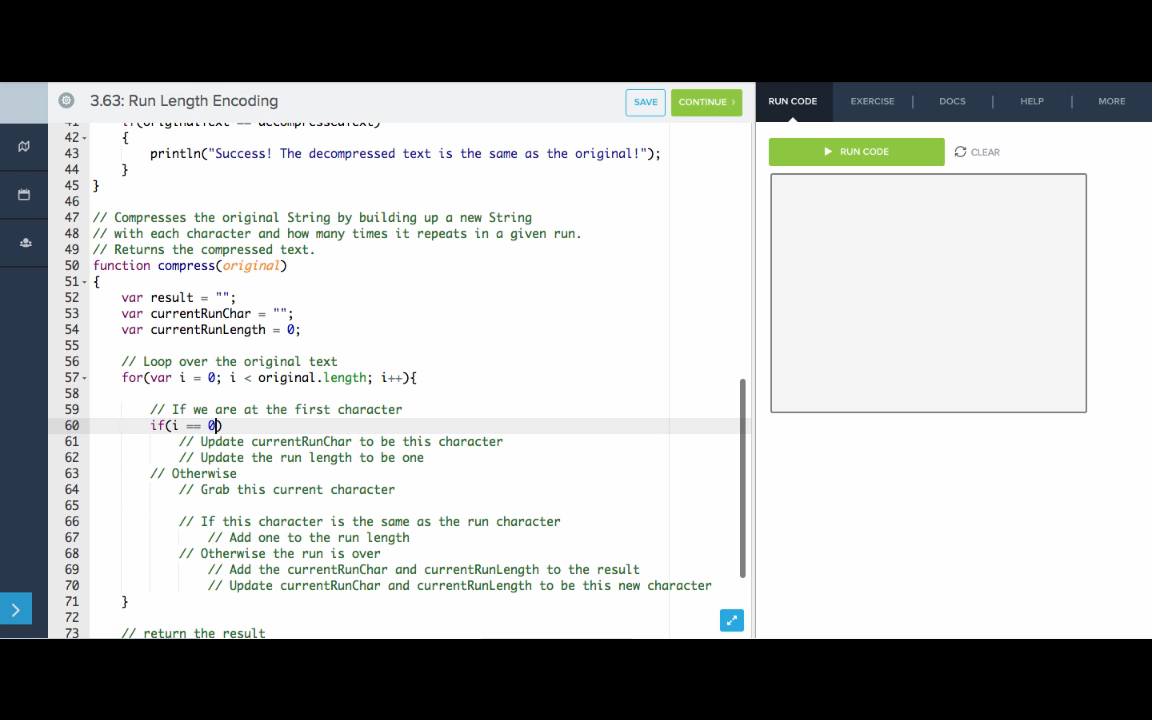 3.63: Run Length Encoding
SAVE
CONTINUE
RUN CODE
EXERCISE
DOCS
HELP
MORE
RUN CODE
CLEAR
41 if(originalText == decompressedText)
42 {
43 println("Success! The decompressed text is the same as the original!");
44 }
45 }
46
47 // Compresses the original String by building up a new String
48 // with each character and how many times it repeats in a given run.
49 // Returns the compressed text.
50 function compress(original)
51 {
52 var result = "";
53 var currentRunChar = "";
54 var currentRunLength = 0;
55
56 // Loop over the original text
57 for(var i = 0; i < original.length; i++){
58
59 // If we are at the first character
60 if(i == 0)
61 // Update currentRunChar to be this character
62 // Update the run length to be one
63 // Otherwise
64 // Grab this current character
65
66 // If this character is the same as the run character
67 // Add one to the run length
68 // Otherwise the run is over
69 // Add the currentRunChar and currentRunLength to the result
70 // Update currentRunChar and currentRunLength to be this new character
71 }
72
73 // return the result